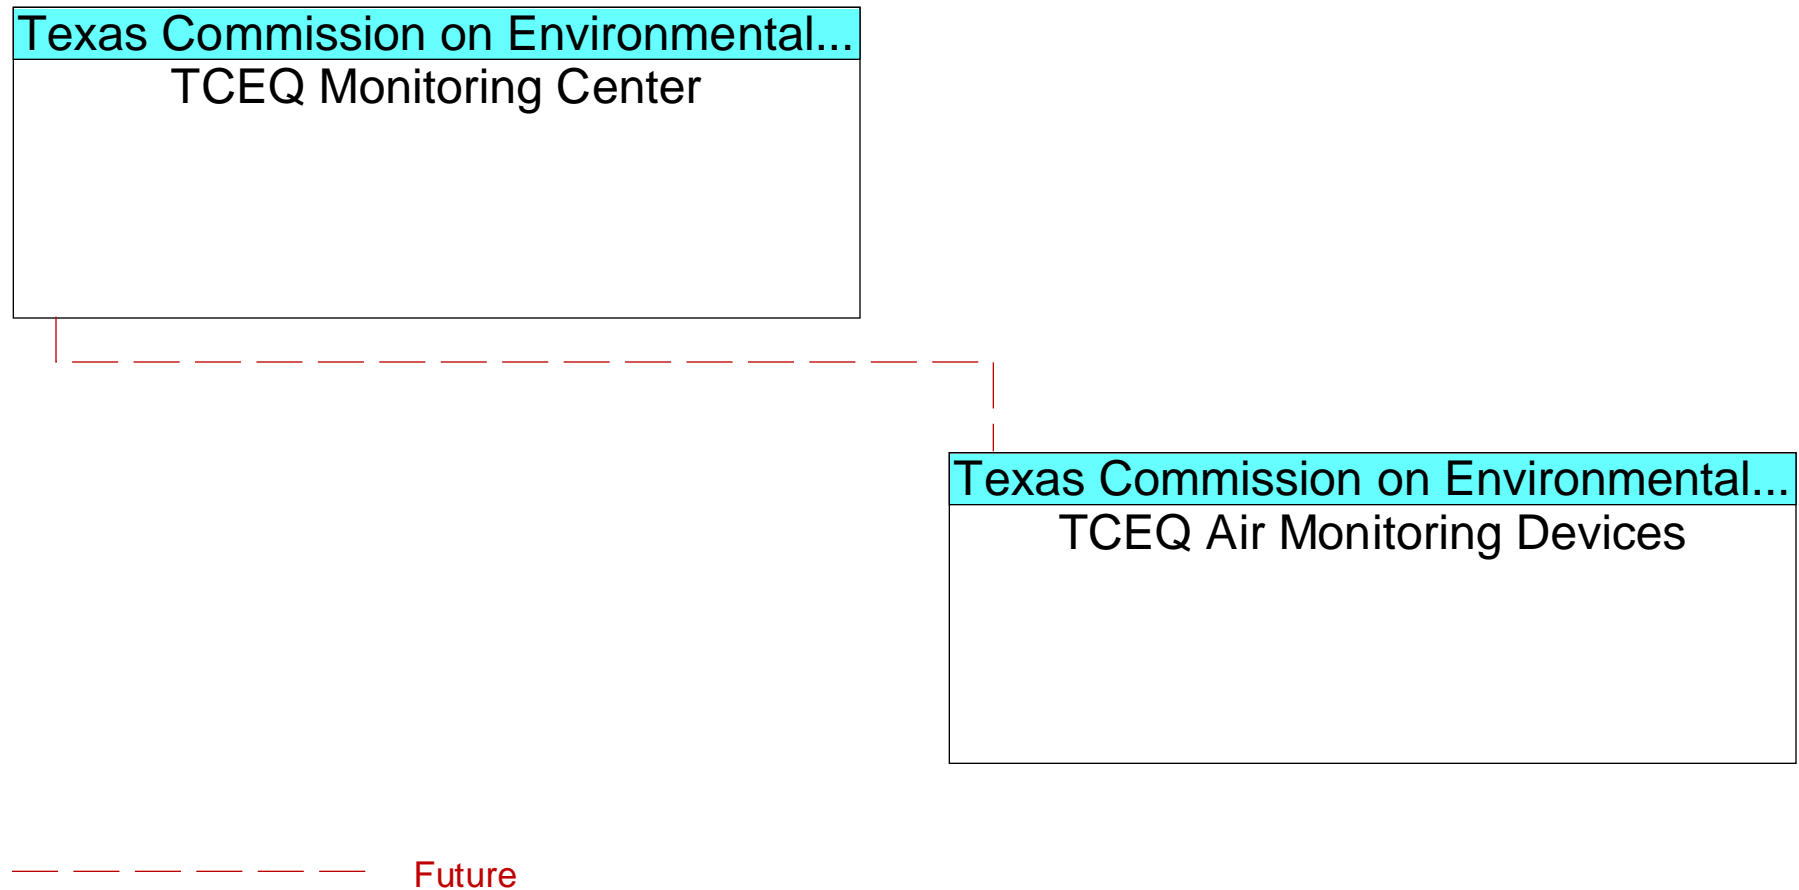 Texas Commission on Environmental...
TCEQ Monitoring Center
Texas Commission on Environmental...
TCEQ Air Monitoring Devices
Future